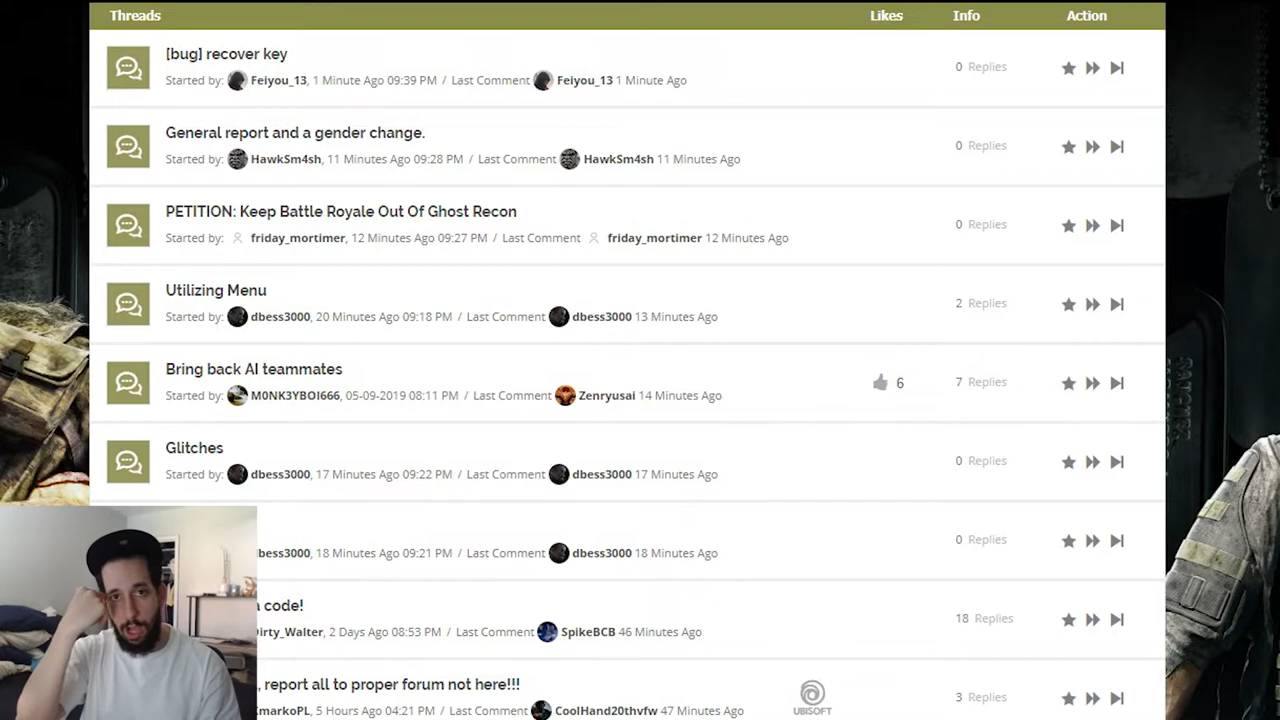 Threads Likes Info Action
[bug] recover key
0 Replies
Started by: Feiyou_13, 1 Minute Ago 09:39 PM / Last Comment Feiyou_13 1 Minute Ago
General report and a gender change.
0 Replies
Started by: HawkSm4sh, 11 Minutes Ago 09:28 PM / Last Comment HawkSm4sh 11 Minutes Ago
PETITION: Keep Battle Royale Out Of Ghost Recon
0 Replies
Started by: friday_mortimer, 12 Minutes Ago 09:27 PM / Last Comment friday_mortimer 12 Minutes Ago
Utilizing Menu
2 Replies
Started by: dbess3000, 20 Minutes Ago 09:18 PM / Last Comment dbess3000 13 Minutes Ago
Bring back AI teammates
6 7 Replies
Started by: M0NK3YBOI666, 05-09-2019 08:11 PM / Last Comment Zenryusai 14 Minutes Ago
Glitches
0 Replies
Started by: dbess3000, 17 Minutes Ago 09:22 PM / Last Comment dbess3000 17 Minutes Ago
0 Replies
bess3000, 18 Minutes Ago 09:21 PM / Last Comment dbess3000 18 Minutes Ago
a code!
18 Replies
Dirty_Walter, 2 Days Ago 08:53 PM / Last Comment SpikeBCB 46 Minutes Ago
, report all to proper forum not here!!!
3 Replies
markoPL, 5 Hours Ago 04:21 PM / Last Comment CoolHand20thvfw 47 Minutes Ago
UBISOFT